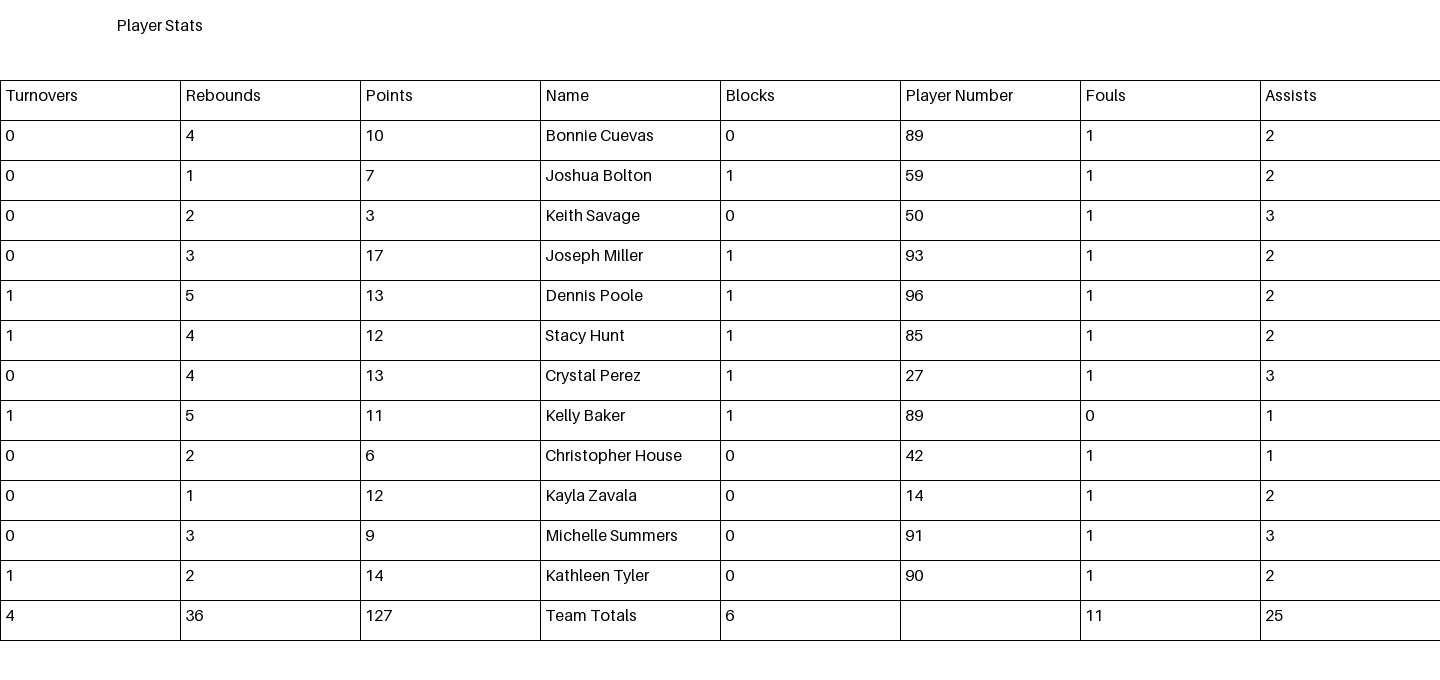 Player Stats
Turnovers Rebounds Points Name Blocks Player Number Fouls Assists
0 4 10 Bonnie Cuevas 0 89 1 2
0 1 7 Joshua Bolton 1 59 1 2
0 2 3 Keith Savage 0 50 1 3
0 3 17 Joseph Miller 1 93 1 2
1 5 13 Dennis Poole 1 96 1 2
1 4 12 Stacy Hunt 1 85 1 2
0 4 13 Crystal Perez 1 27 1 3
1 5 11 Kelly Baker 1 89 0 1
0 2 6 Christopher House 0 42 1 1
0 1 12 Kayla Zavala 0 14 1 2
0 3 9 Michelle Summers 0 91 1 3
1 2 14 Kathleen Tyler 0 90 1 2
4 36 127 Team Totals 6 11 25